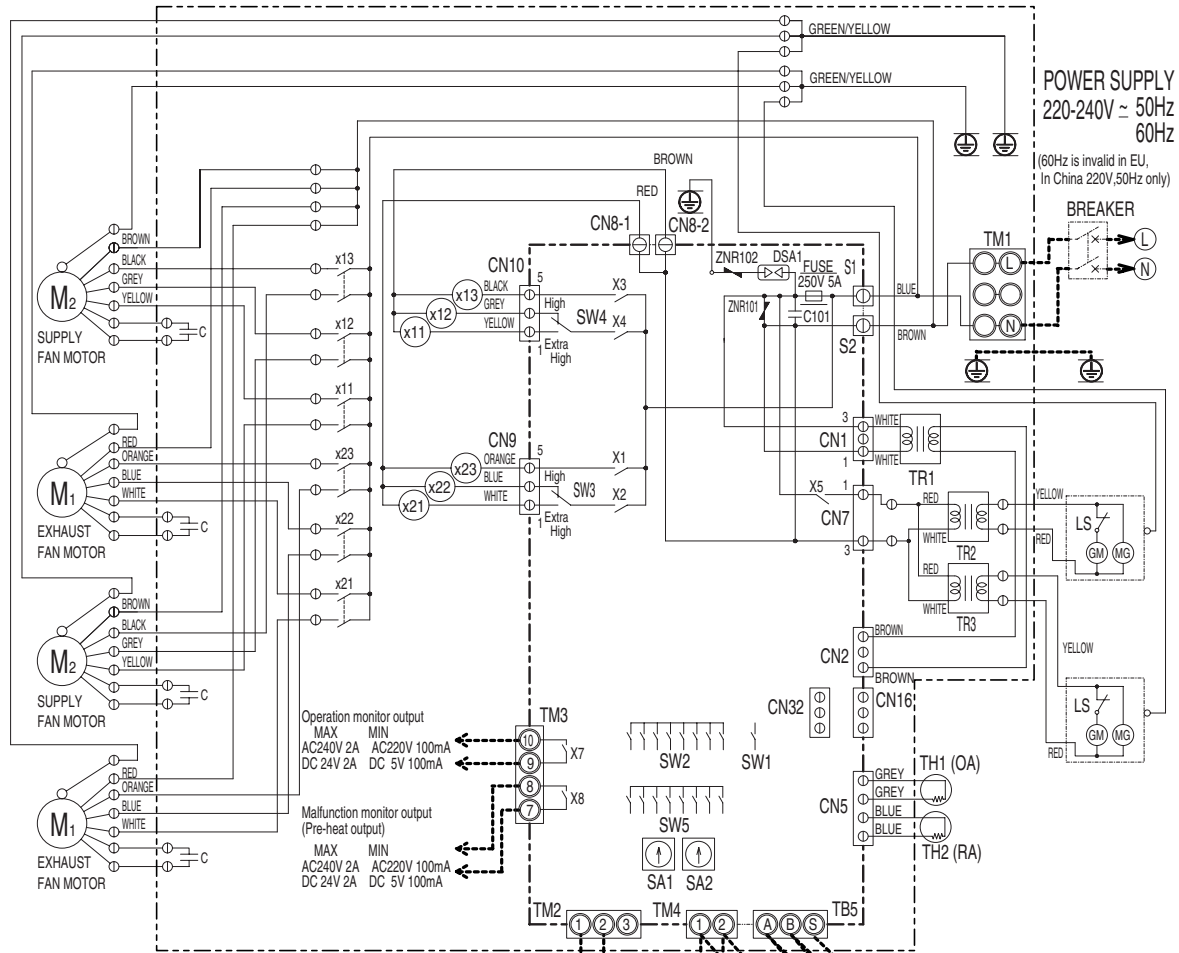 GREEN/YELLOW
GREEN/YELLOW
POWER SUPPLY
220-240V ~ 50Hz
60Hz
(60Hz is invalid in EU,
In China 220V,50Hz only)
BREAKER
L
N
TM1
L
N
BROWN
RED
CN8-1
CN8-2
ZNR102
DSA1
FUSE
250V 5A
S1
BLUE
ZNR101
C101
S2
BROWN
BROWN
BLACK
GREY
YELLOW
M2
C
SUPPLY
FAN MOTOR
x13
x12
x11
CN10
5
x13
BLACK
High
X3
x12
GREY
SW4
x11
YELLOW
X4
1
Extra
High
RED
ORANGE
BLUE
WHITE
M1
C
EXHAUST
FAN MOTOR
x23
x22
x21
CN9
5
x23
ORANGE
High
X1
x22
BLUE
SW3
x21
WHITE
X2
1
Extra
High
3
WHITE
CN1
1
WHITE
TR1
X5
1
CN7
3
RED
WHITE
TR2
RED
WHITE
TR3
YELLOW
RED
LS
GM
MG
BROWN
BLACK
GREY
YELLOW
M2
C
SUPPLY
FAN MOTOR
BROWN
CN2
BROWN
YELLOW
RED
LS
GM
MG
CN32
CN16
Operation monitor output
MAX MIN
AC240V 2A AC220V 100mA
DC 24V 2A DC 5V 100mA
TM3
10
9
8
7
X7
X8
SW2
SW1
SW5
SA1
SA2
Malfunction monitor output
(Pre-heat output)
MAX MIN
AC240V 2A AC220V 100mA
DC 24V 2A DC 5V 100mA
CN5
GREY
GREY
BLUE
BLUE
TH1 (OA)
TH2 (RA)
RED
ORANGE
BLUE
WHITE
M1
C
EXHAUST
FAN MOTOR
TM2
1 2 3
TM4
1 2
A B S
TB5